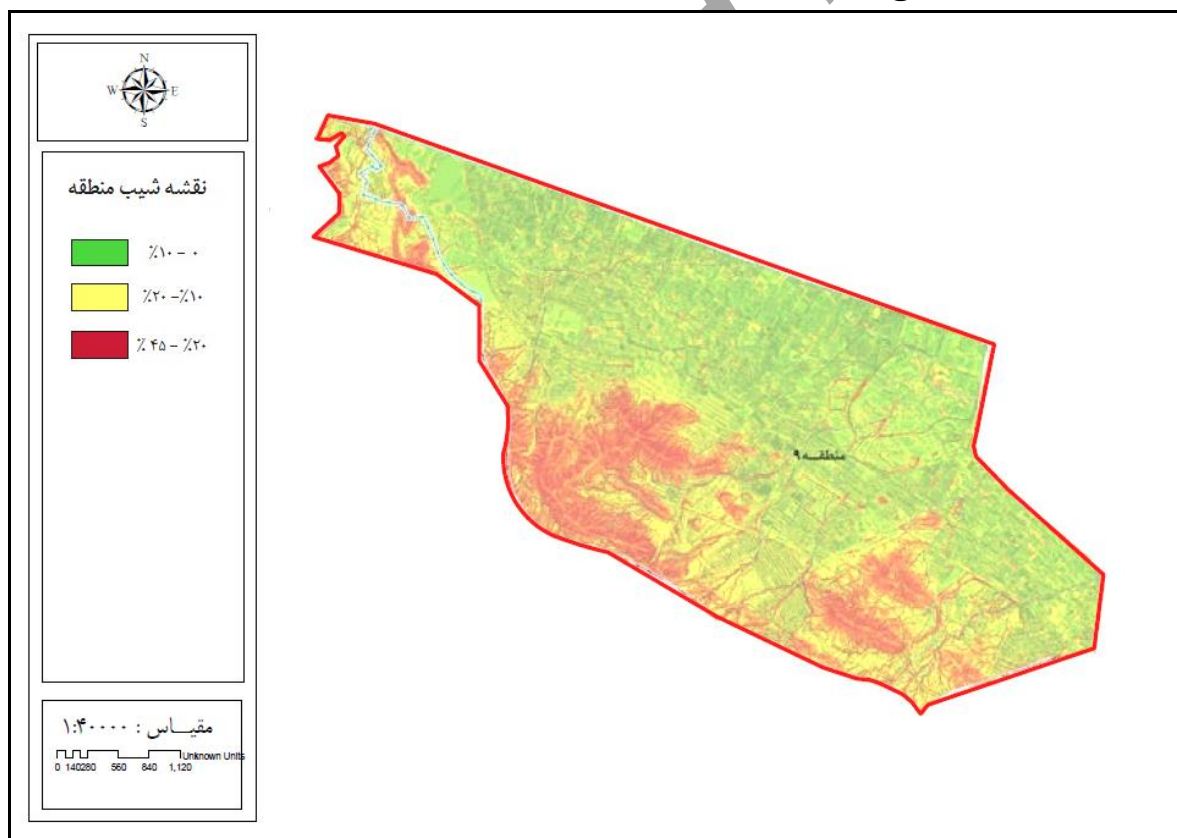 N
W E
S
نقشه شیب منطقه
۰ – ۱۰٪
۱۰٪– ۲۰٪
۲۰٪ – ۴۵ ٪
منطقـــه ۹
مقیـــاس : ۱:۴۰۰۰۰
Unknown Units
0 140280 560 840 1,120